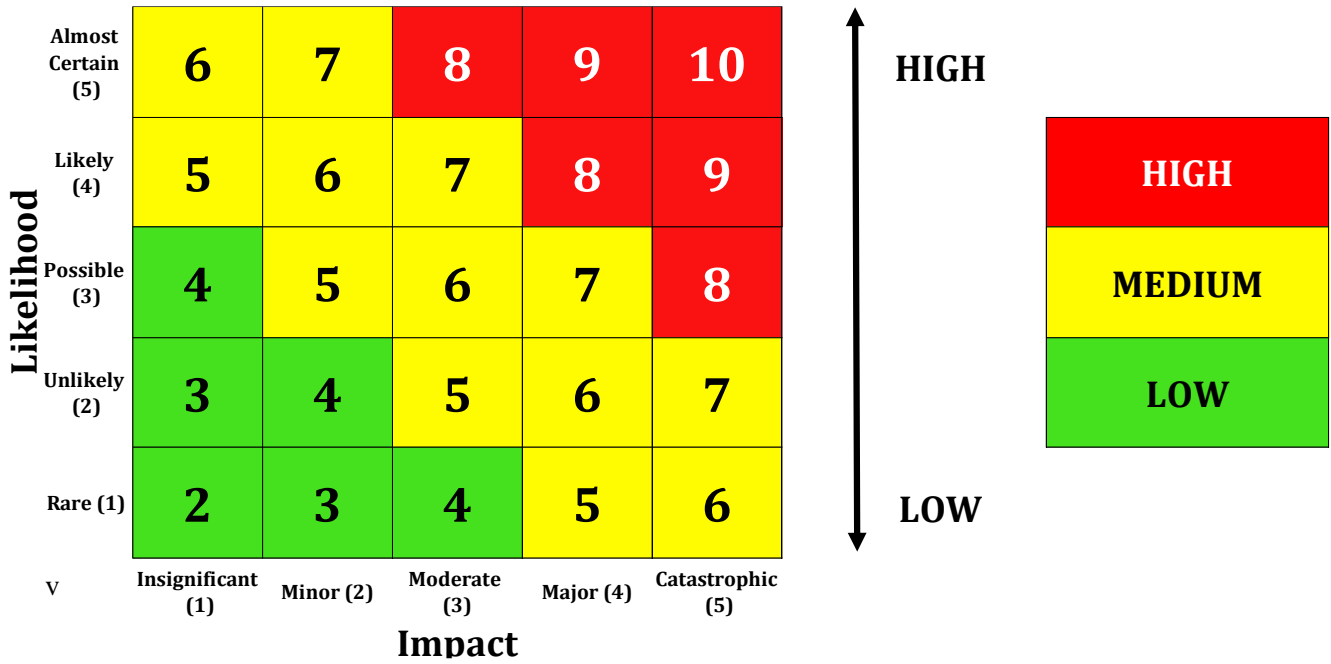 Almost
Certain
(5)
6 7 8 9 10
HIGH
Likely
(4)
5 6 7 8 9
HIGH
Likelihood
Possible
(3)
4 5 6 7 8
MEDIUM
Unlikely
(2)
3 4 5 6 7
LOW
Rare (1)
2 3 4 5 6
LOW
v
Insignificant
(1)
Minor (2)
Moderate
(3)
Major (4)
Catastrophic
(5)
Impact